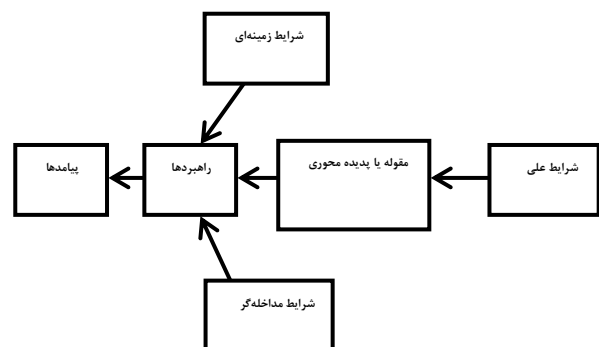 شرایط زمینه‌ای
شرایط علی
مقوله یا پدیده محوری
راهبردها
پیامدها
شرایط مداخله‌گر